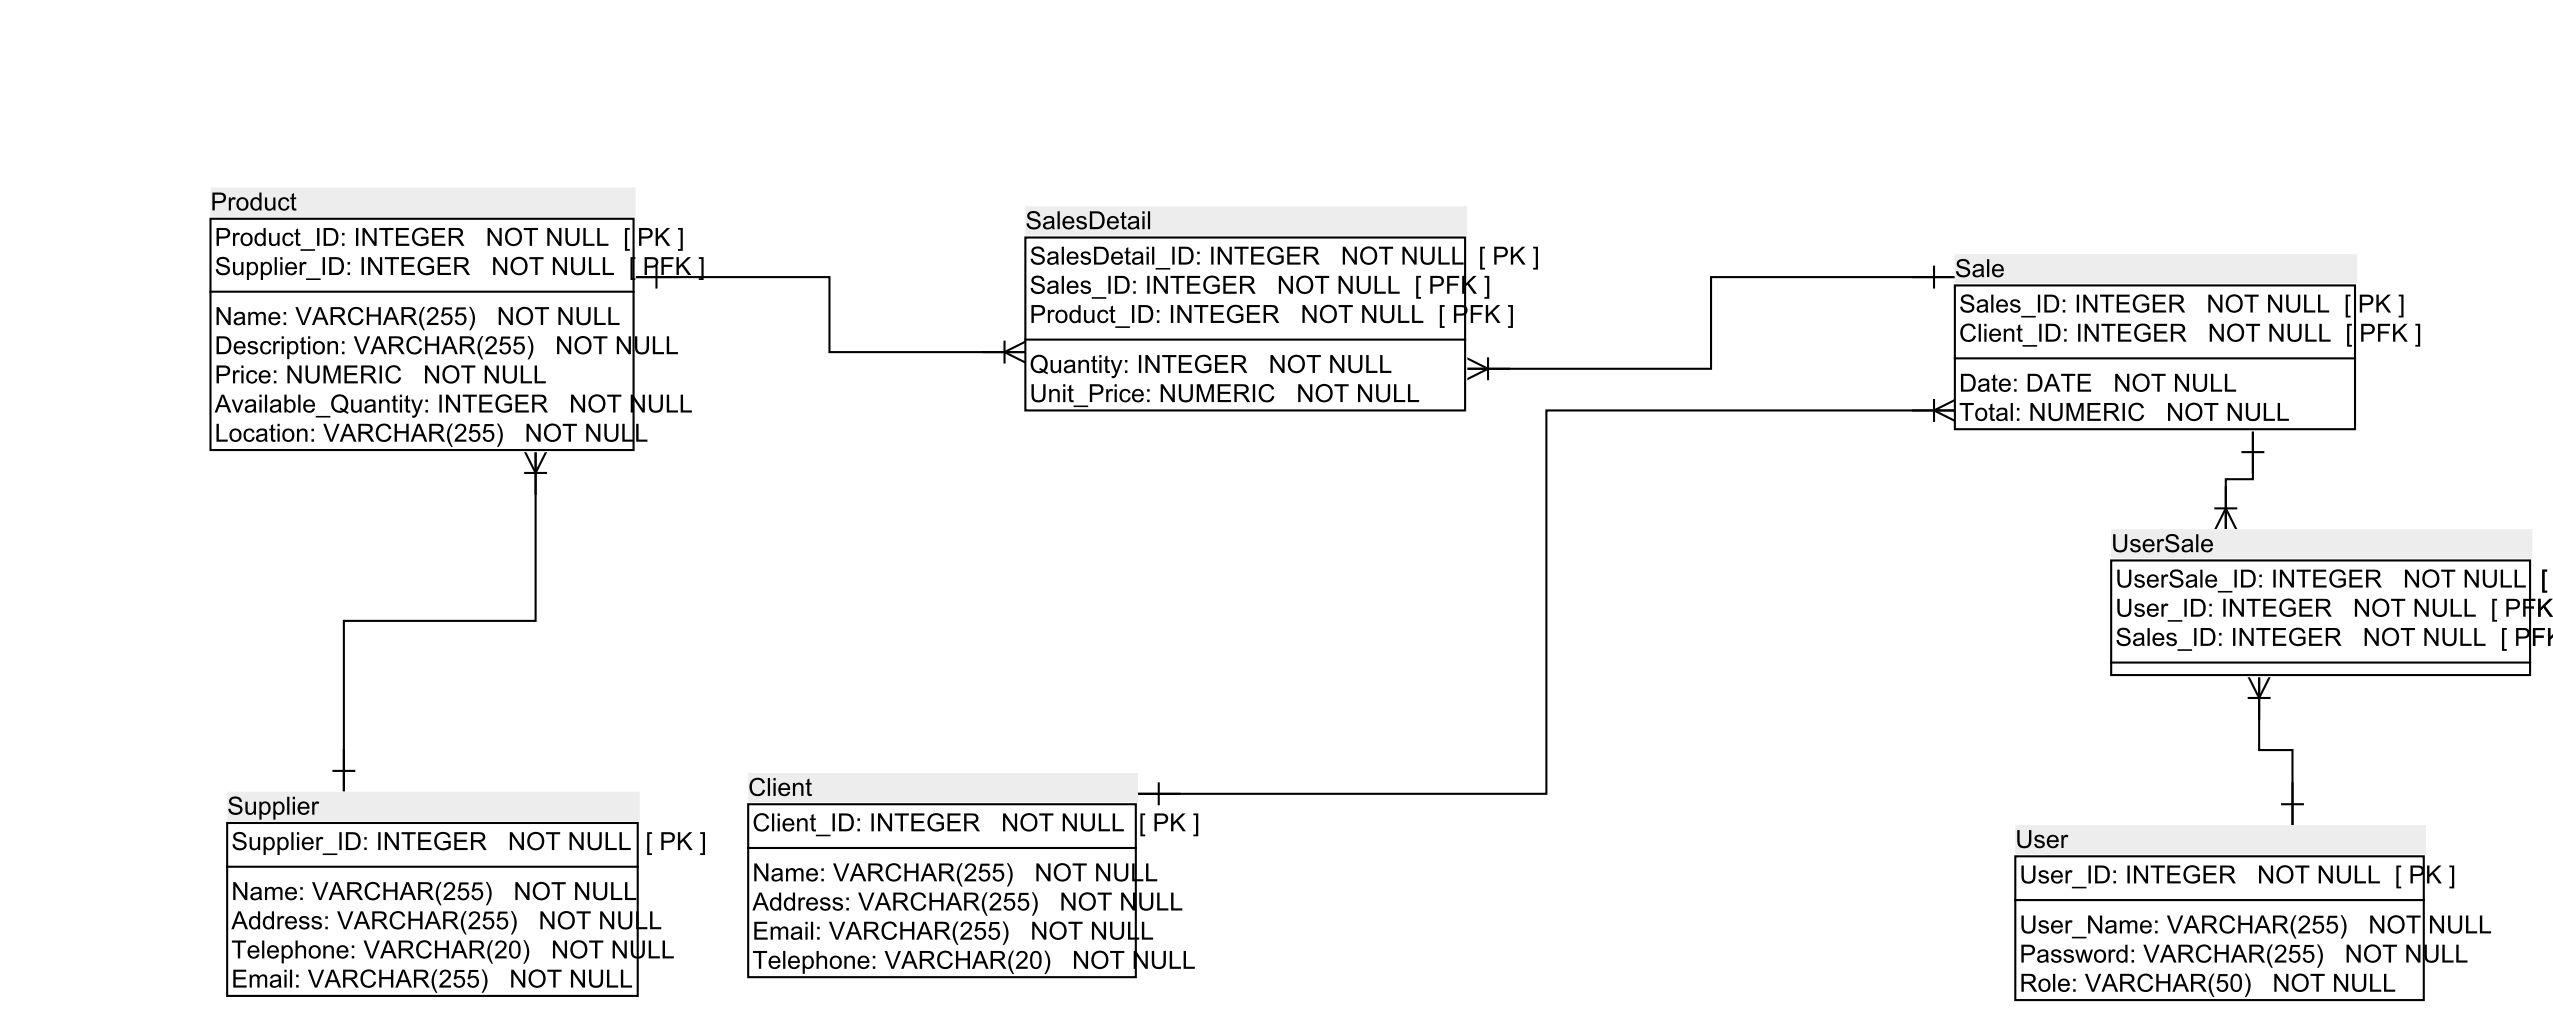 Product
Product_ID: INTEGER NOT NULL [ PK ]
Supplier_ID: INTEGER NOT NULL [ PFK ]
Name: VARCHAR(255) NOT NULL
Description: VARCHAR(255) NOT NULL
Price: NUMERIC NOT NULL
Available_Quantity: INTEGER NOT NULL
Location: VARCHAR(255) NOT NULL
SalesDetail
SalesDetail_ID: INTEGER NOT NULL [ PK ]
Sales_ID: INTEGER NOT NULL [ PFK ]
Product_ID: INTEGER NOT NULL [ PFK ]
Quantity: INTEGER NOT NULL
Unit_Price: NUMERIC NOT NULL
Sale
Sales_ID: INTEGER NOT NULL [ PK ]
Client_ID: INTEGER NOT NULL [ PFK ]
Date: DATE NOT NULL
Total: NUMERIC NOT NULL
UserSale
UserSale_ID: INTEGER NOT NULL [
User_ID: INTEGER NOT NULL [ PFK
Sales_ID: INTEGER NOT NULL [ PFK
Supplier
Supplier_ID: INTEGER NOT NULL [ PK ]
Name: VARCHAR(255) NOT NULL
Address: VARCHAR(255) NOT NULL
Telephone: VARCHAR(20) NOT NULL
Email: VARCHAR(255) NOT NULL
Client
Client_ID: INTEGER NOT NULL [ PK ]
Name: VARCHAR(255) NOT NULL
Address: VARCHAR(255) NOT NULL
Email: VARCHAR(255) NOT NULL
Telephone: VARCHAR(20) NOT NULL
User
User_ID: INTEGER NOT NULL [ PK ]
User_Name: VARCHAR(255) NOT NULL
Password: VARCHAR(255) NOT NULL
Role: VARCHAR(50) NOT NULL